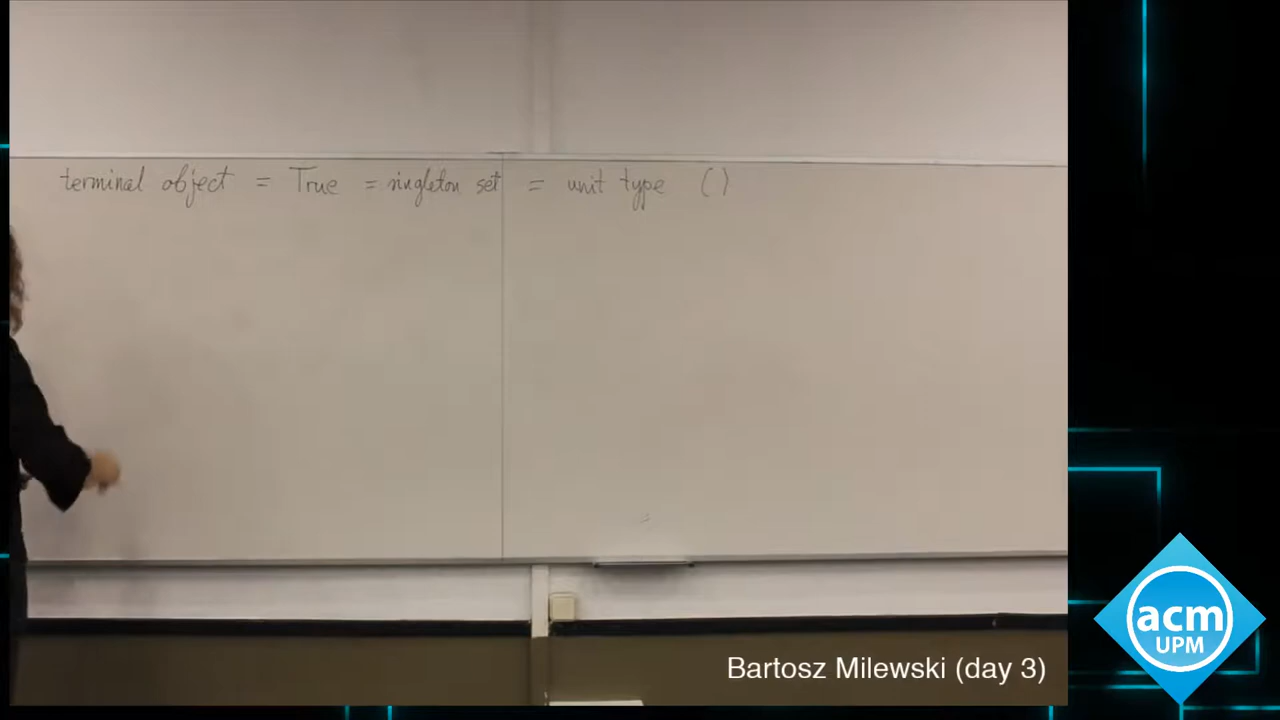 terminal object = True = singleton set = unit type ()
acm
UPM
Bartosz Milewski (day 3)